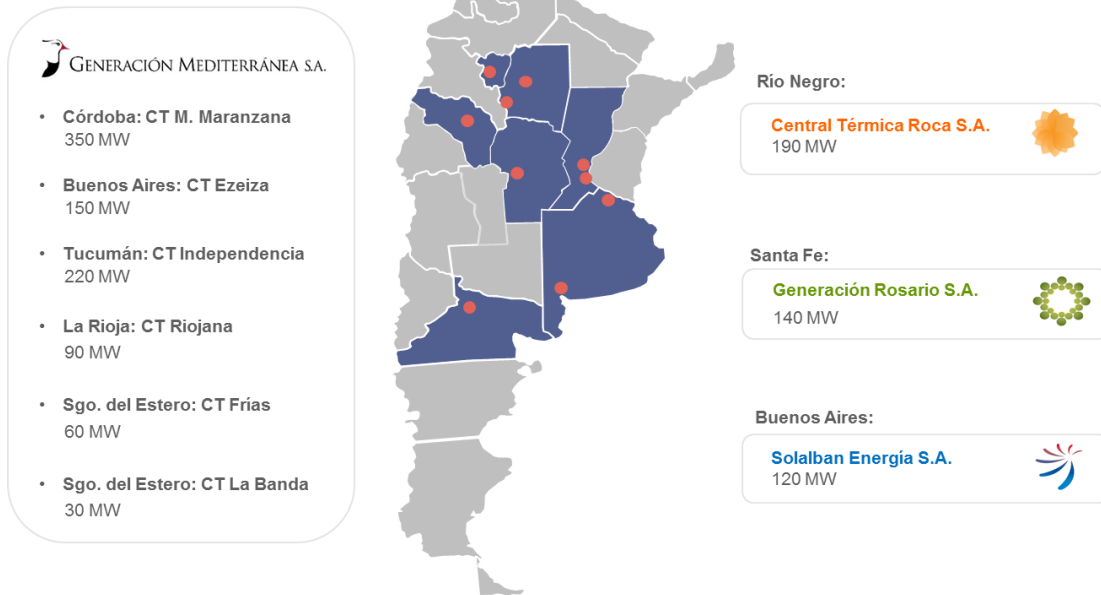 GENERACIÓN MEDITERRÁNEA S.A.
• Córdoba: CT M. Maranzana
350 MW
• Buenos Aires: CT Ezeiza
150 MW
• Tucumán: CT Independencia
220 MW
• La Rioja: CT Riojana
90 MW
• Sgo. del Estero: CT Frías
60 MW
• Sgo. del Estero: CT La Banda
30 MW
Río Negro:
Central Térmica Roca S.A.
190 MW
Santa Fe:
Generación Rosario S.A.
140 MW
Buenos Aires:
Solalban Energía S.A.
120 MW